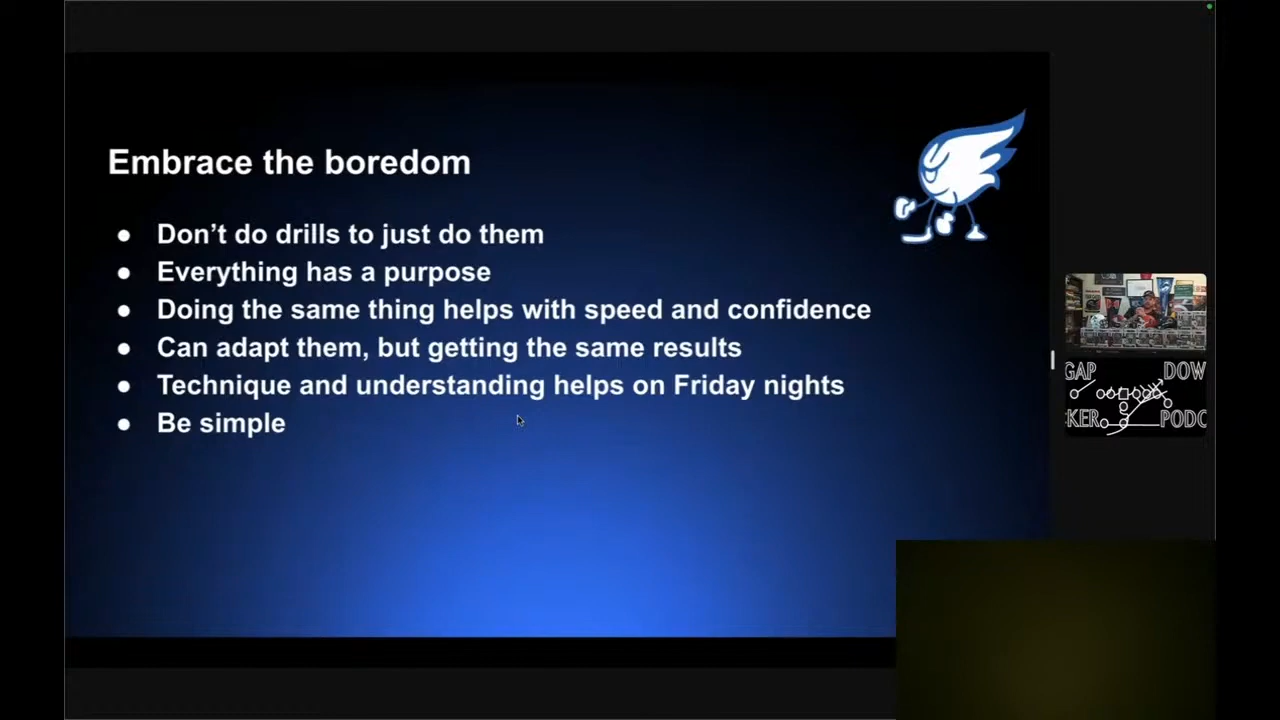 Embrace the boredom
● Don’t do drills to just do them
● Everything has a purpose
● Doing the same thing helps with speed and confidence
● Can adapt them, but getting the same results
● Technique and understanding helps on Friday nights
● Be simple
GAP DOW
KER PODC